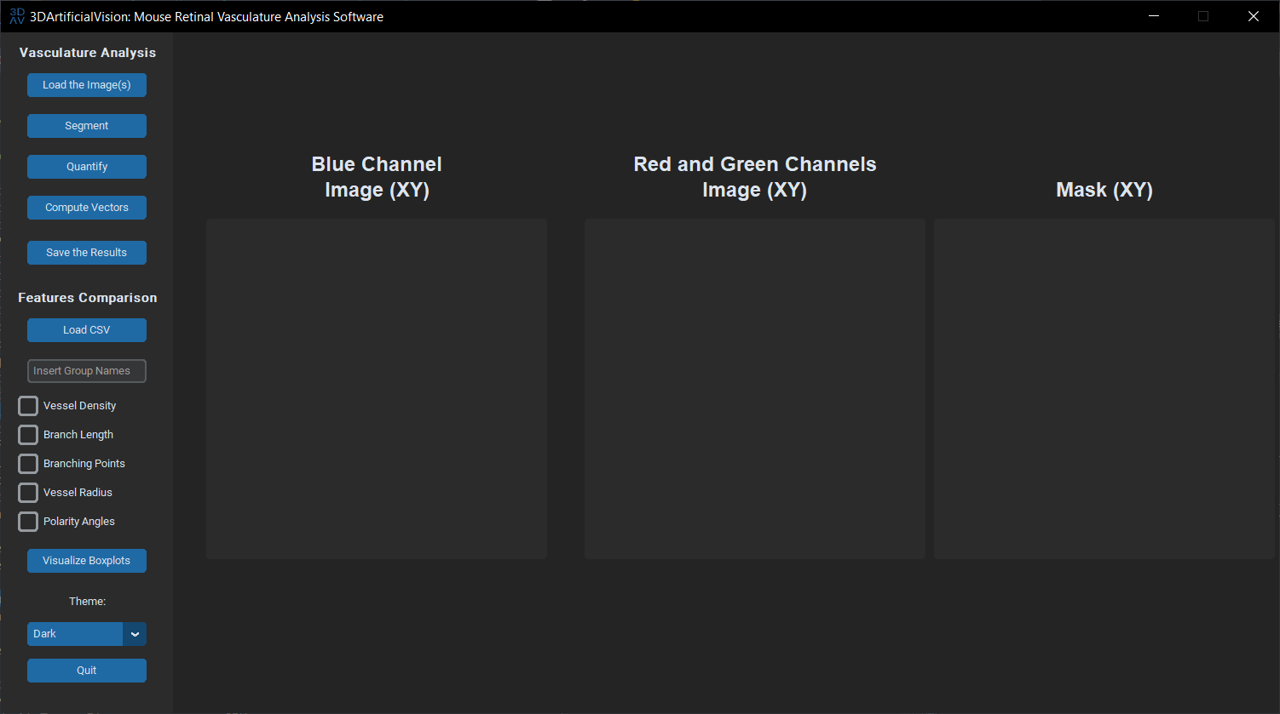 3D
AV
3DArtificialVision: Mouse Retinal Vasculature Analysis Software
Vasculature Analysis
Load the Image(s)
Segment
Quantify
Compute Vectors
Save the Results
Features Comparison
Load CSV
Insert Group Names
Vessel Density
Branch Length
Branching Points
Vessel Radius
Polarity Angles
Visualize Boxplots
Theme:
Dark
Quit
Blue Channel
Image (XY)
Red and Green Channels
Image (XY)
Mask (XY)